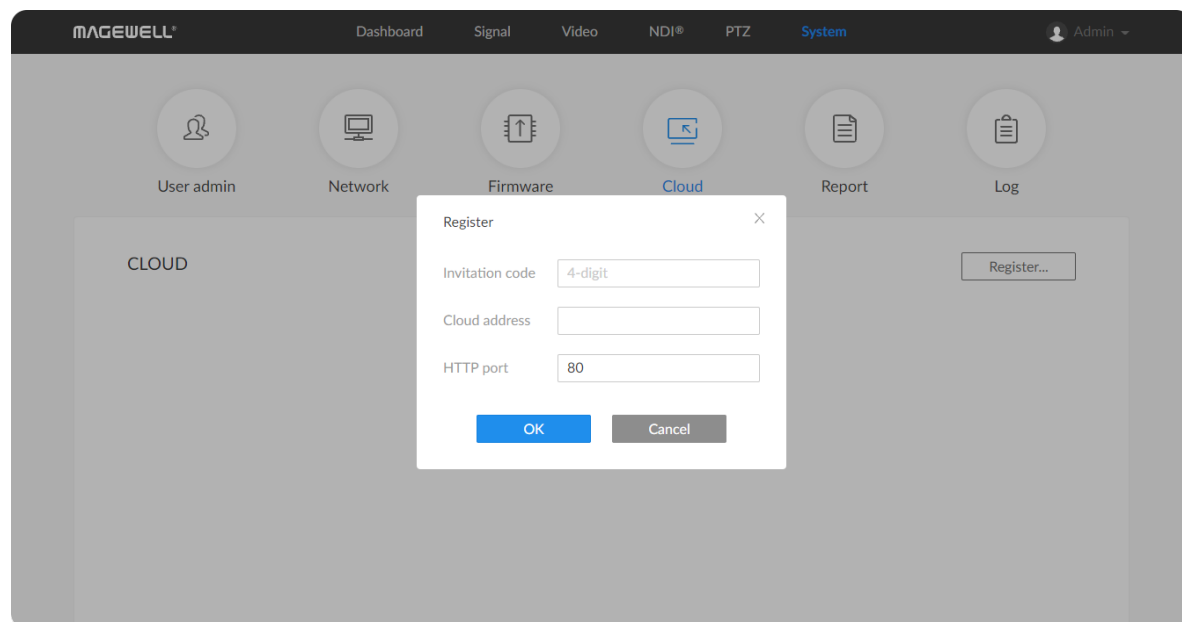 MAGEWELL®
Dashboard Signal Video NDI® PTZ System Admin
User admin Network Firmware Cloud Report Log
Register
CLOUD
Register...
Invitation code 4-digit
Cloud address
HTTP port 80
OK Cancel